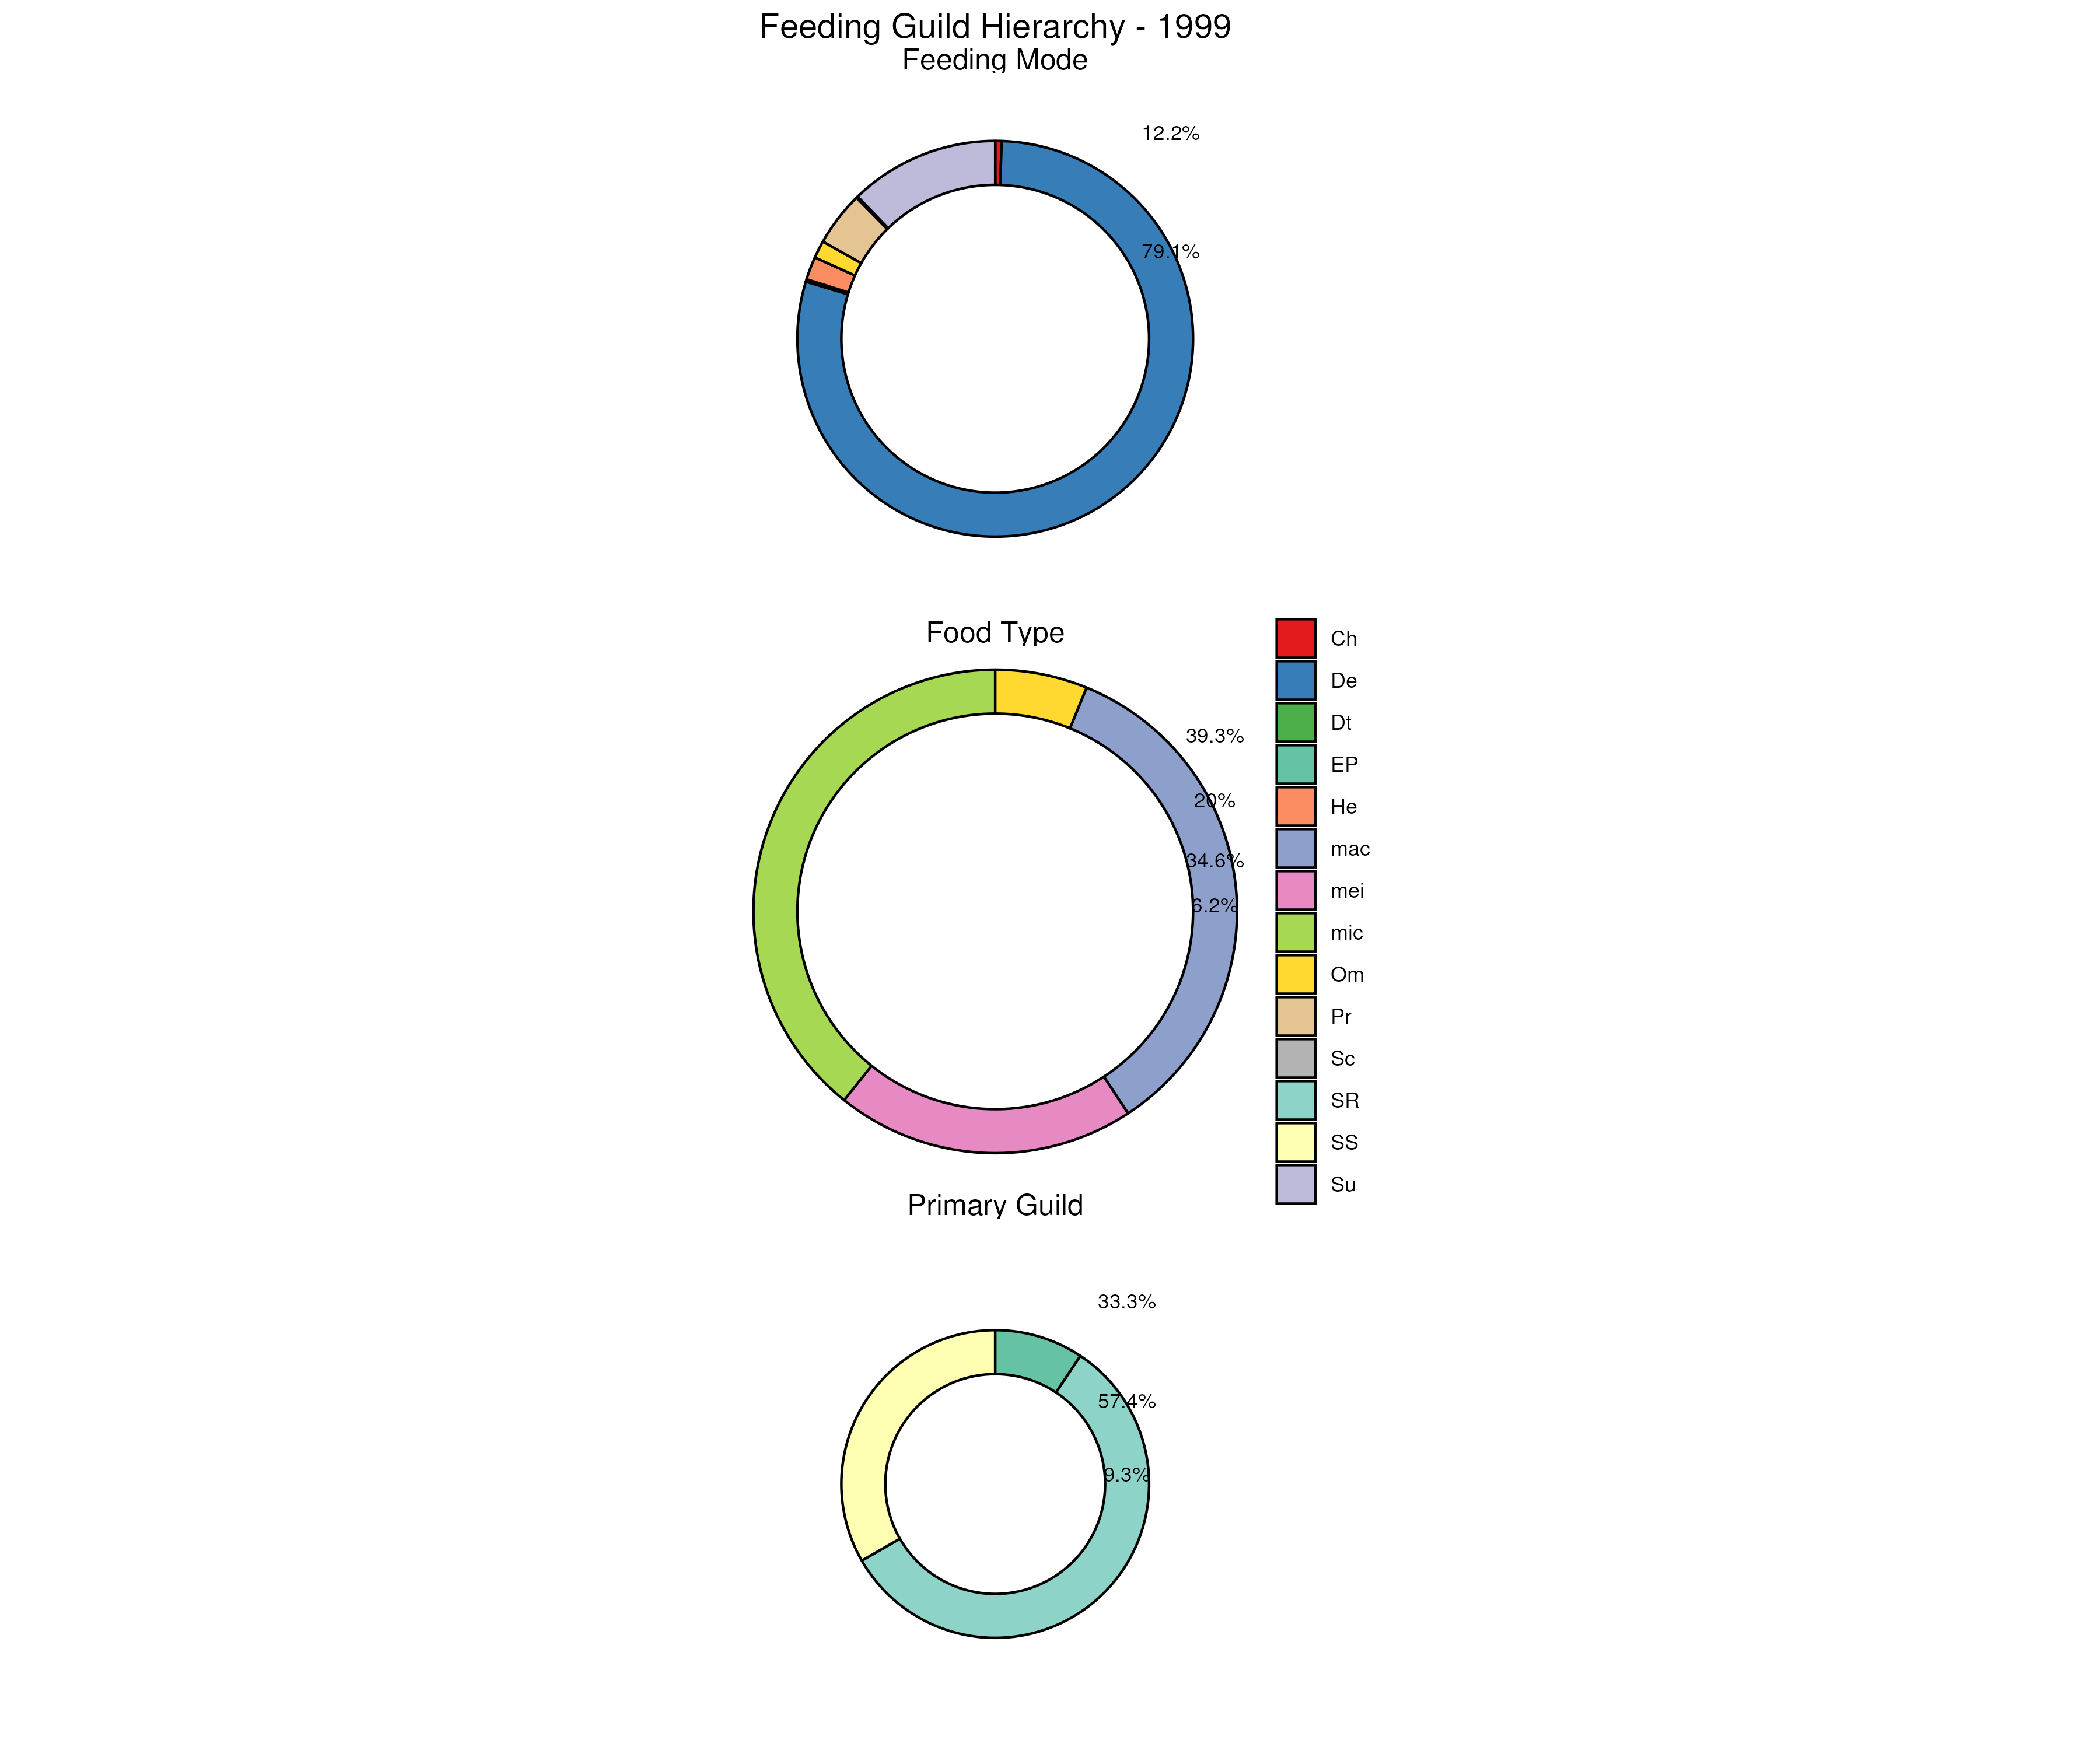 Feeding Guild Hierarchy - 1999
Feeding Mode
12.2%
79.1%
Food Type
39.3%
20%
34.6%
6.2%
Ch
De
Dt
EP
He
mac
mei
mic
Om
Pr
Sc
SR
SS
Su
Primary Guild
33.3%
57.4%
9.3%